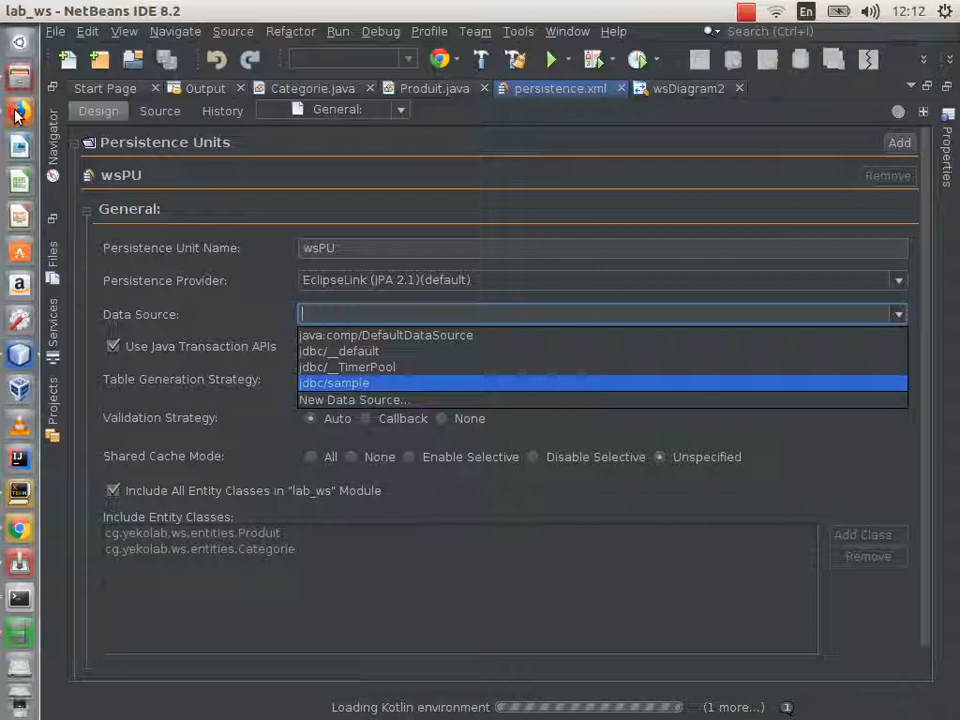 lab_ws - NetBeans IDE 8.2
En
12:12
File Edit View Navigate Source Refactor Run Debug Profile Team Tools Window Help
Search (Ctrl+I)
Start Page Output Categorie.java Produit.java persistence.xml wsDiagram2
Design Source History General:
Navigator
Files
Services
Projects
Properties
Persistence Units
Add
wsPU
Remove
General:
Persistence Unit Name: wsPU
Persistence Provider: EclipseLink (JPA 2.1)(default)
Data Source:
java:comp/DefaultDataSource
Use Java Transaction APIs
jdbc/__default
jdbc/__TimerPool
Table Generation Strategy:
jdbc/sample
New Data Source...
Validation Strategy: Auto Callback None
Shared Cache Mode: All None Enable Selective Disable Selective Unspecified
Include All Entity Classes in "lab_ws" Module
Include Entity Classes:
cg.yekolab.ws.entities.Produit
cg.yekolab.ws.entities.Categorie
Add Class
Remove
Loading Kotlin environment (1 more...) 1